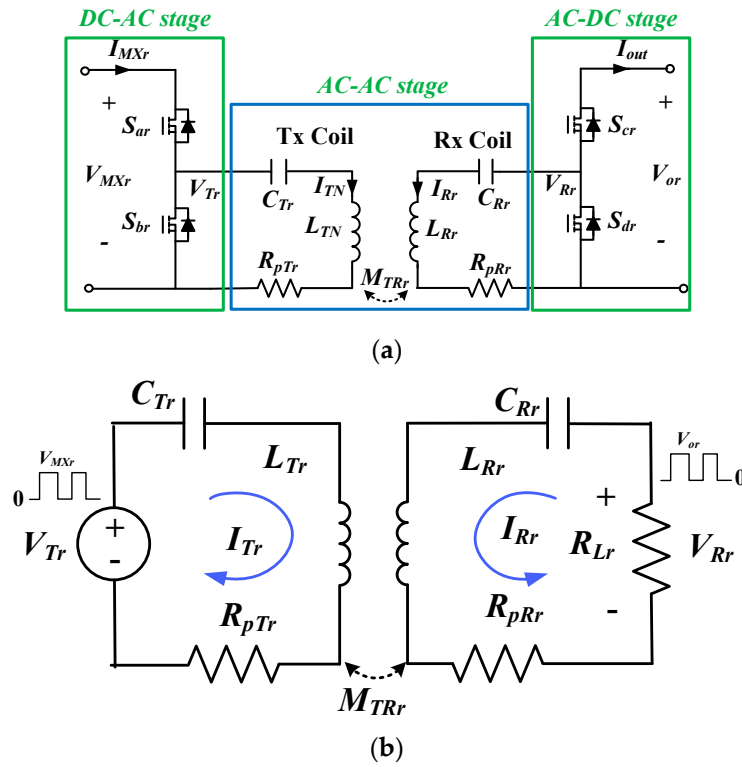 DC-AC stage
AC-DC stage
I_MXr
I_out
AC-AC stage
+
S_ar
Tx Coil
Rx Coil
S_cr
+
V_MXr
V_Tr
C_Tr
I_TN
I_Rr
C_Rr
V_Rr
V_or
S_br
L_TN
L_Rr
S_dr
-
R_pTr
R_pRr
-
M_TRr
(a)
C_Tr
C_Rr
V_MXr
0
L_Tr
L_Rr
V_or
0
+
-
V_Tr
I_Tr
I_Rr
+
R_Lr
-
V_Rr
R_pTr
R_pRr
M_TRr
(b)